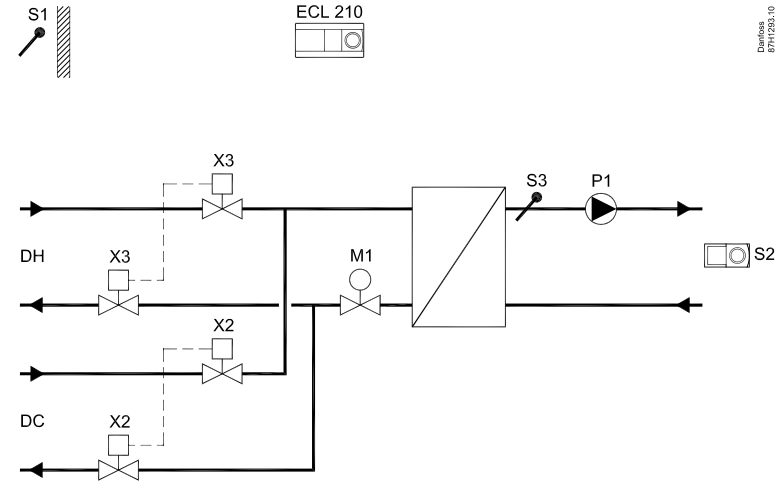 S1
ECL 210
Danfoss
87H1293.10
X3
S3
P1
DH
X3
M1
S2
X2
DC
X2